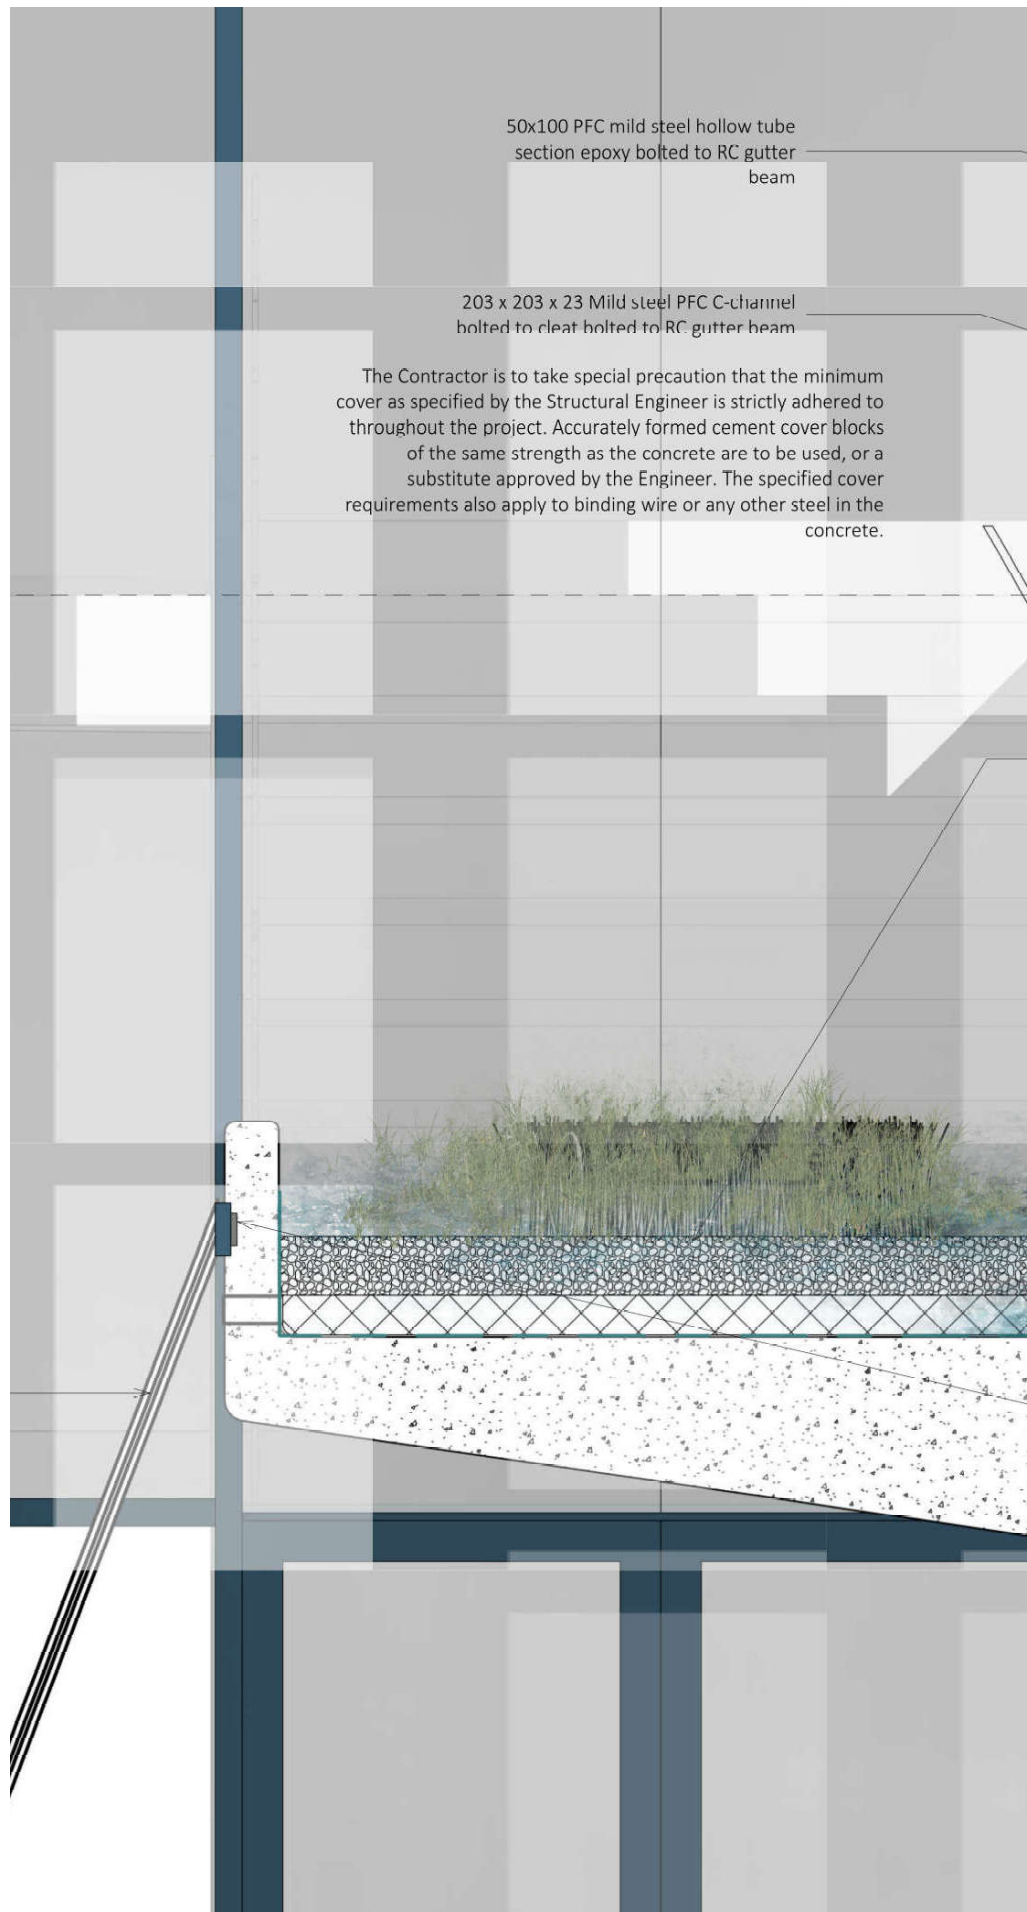 50x100 PFC mild steel hollow tube
section epoxy bolted to RC gutter
beam
203 x 203 x 23 Mild steel PFC C-channel
bolted to cleat bolted to RC gutter beam
The Contractor is to take special precaution that the minimum
cover as specified by the Structural Engineer is strictly adhered to
throughout the project. Accurately formed cement cover blocks
of the same strength as the concrete are to be used, or a
substitute approved by the Engineer. The specified cover
requirements also apply to binding wire or any other steel in the
concrete.